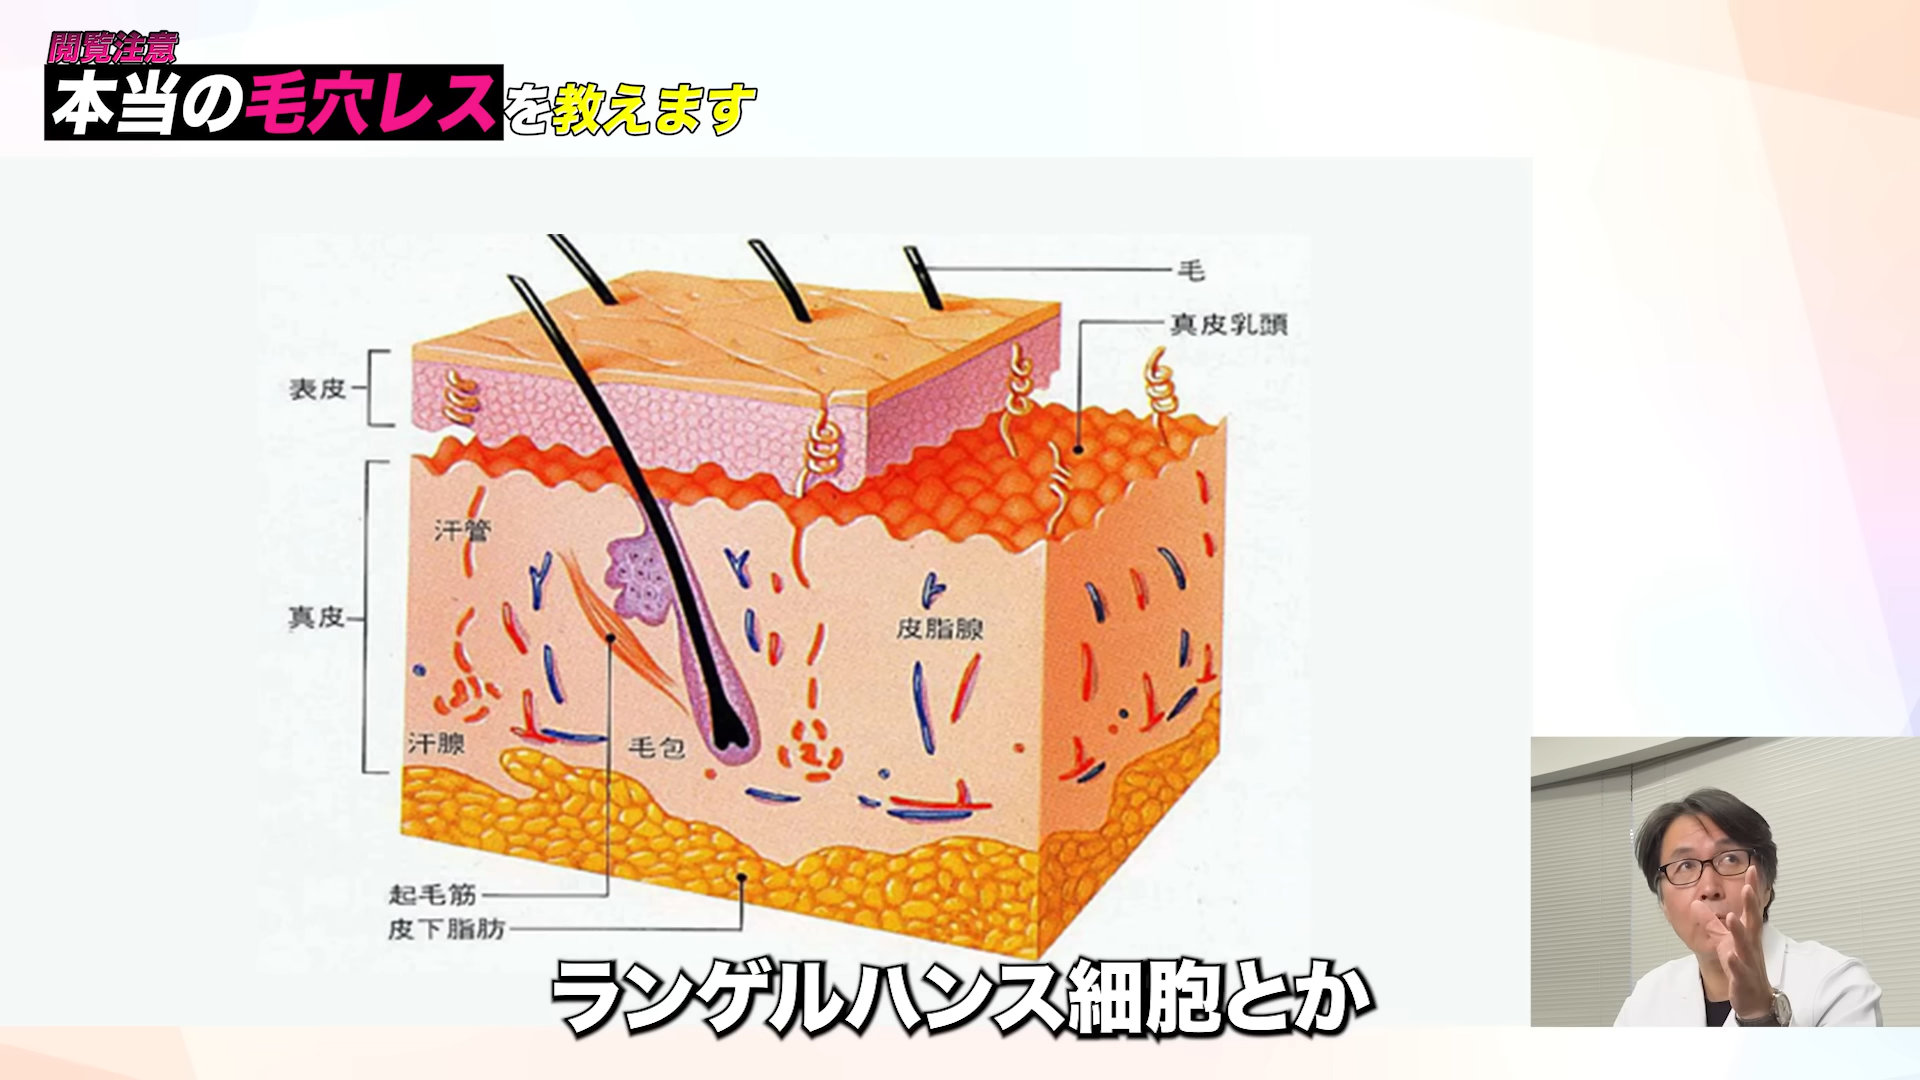 閲覧注意
本当の毛穴レスを教えます
毛
真皮乳頭
表皮
汗管
真皮
皮脂腺
汗腺
毛包
起毛筋
皮下脂肪
ランゲルハンス細胞とか